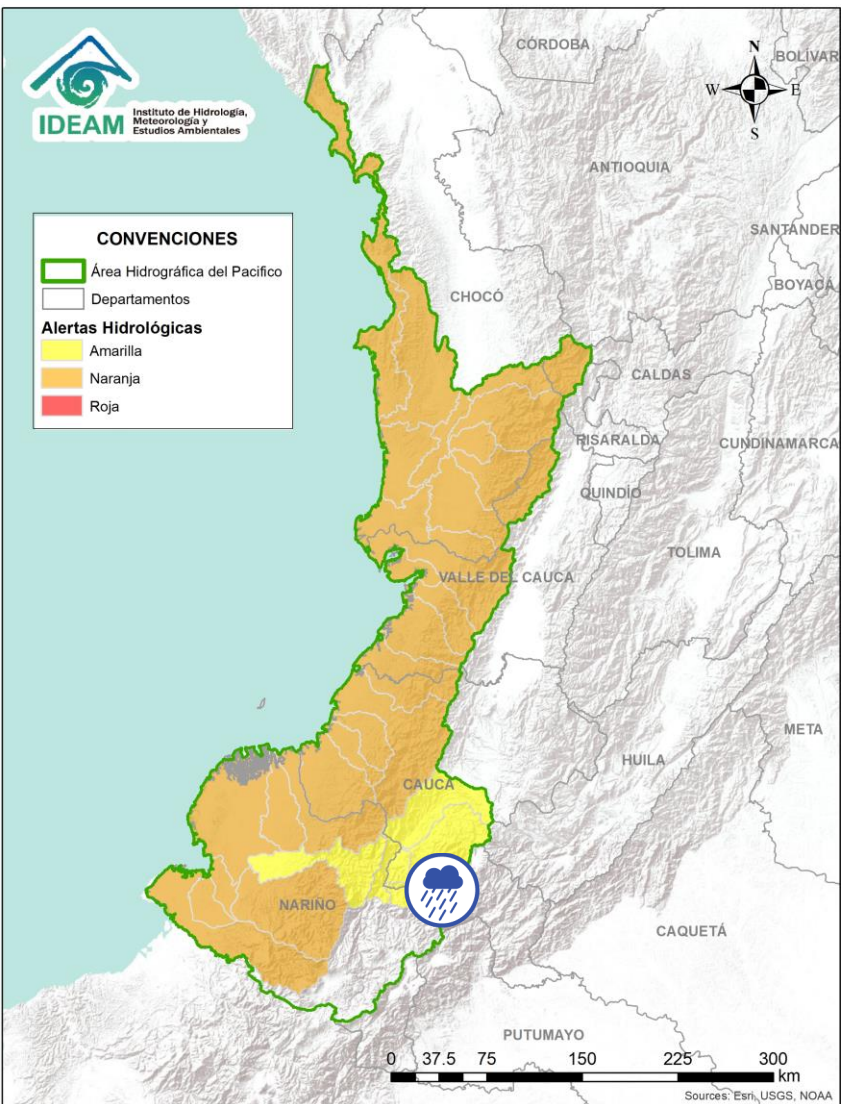 IDEAM
Instituto de Hidrología,
Meteorología y
Estudios Ambientales
N
W E
S
CÓRDOBA
BOLÍVAR
ANTIOQUIA
SANTANDER
BOYACÁ
CONVENCIONES
Área Hidrográfica del Pacifico
Departamentos
Alertas Hidrológicas
Amarilla
Naranja
Roja
CHOCÓ
CALDAS
RISARALDA
CUNDINAMARCA
QUINDÍO
TOLIMA
VALLE DEL CAUCA
META
HUILA
CAUCA
NARIÑO
CAQUETÁ
PUTUMAYO
0 37.5 75 150 225 300
km
Sources: Esri, USGS, NOAA